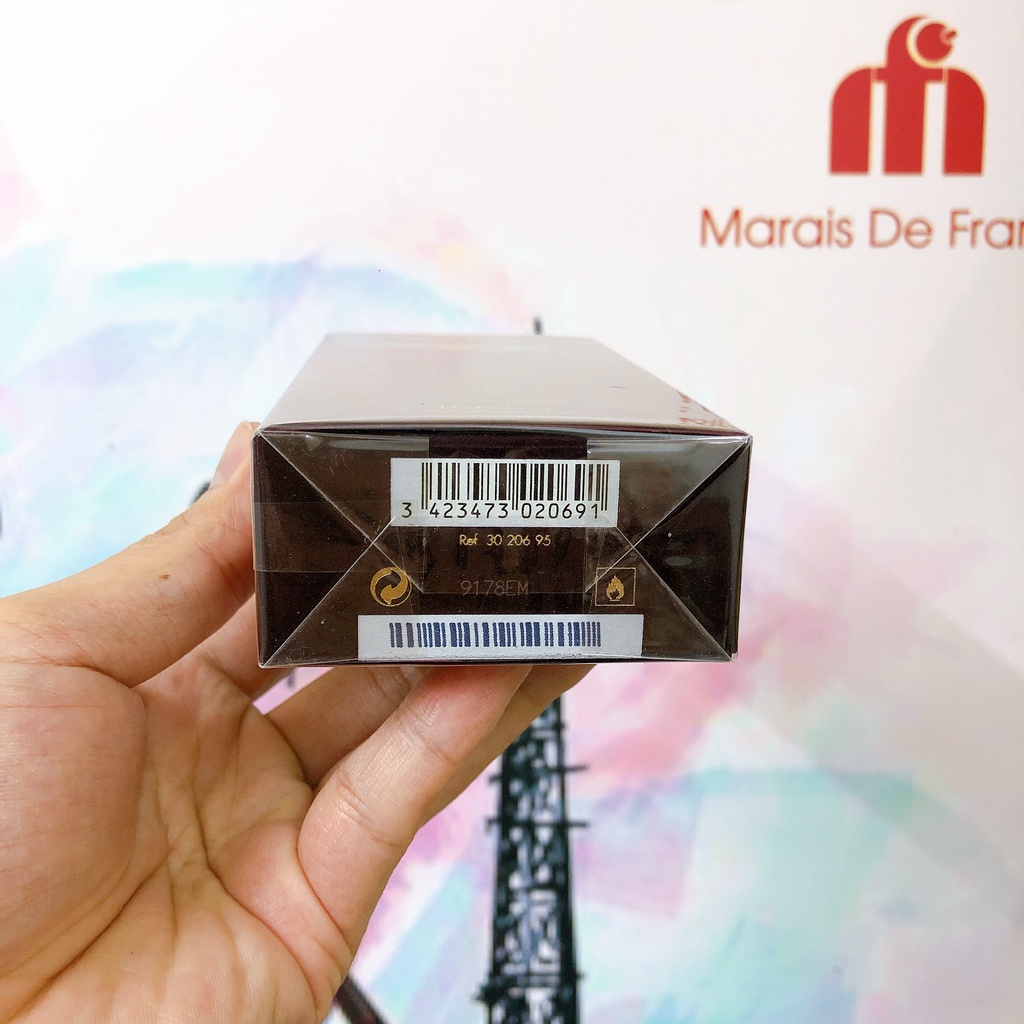 Marais De Fran
3 423473 020691
Ref 30 206 95
9178EM